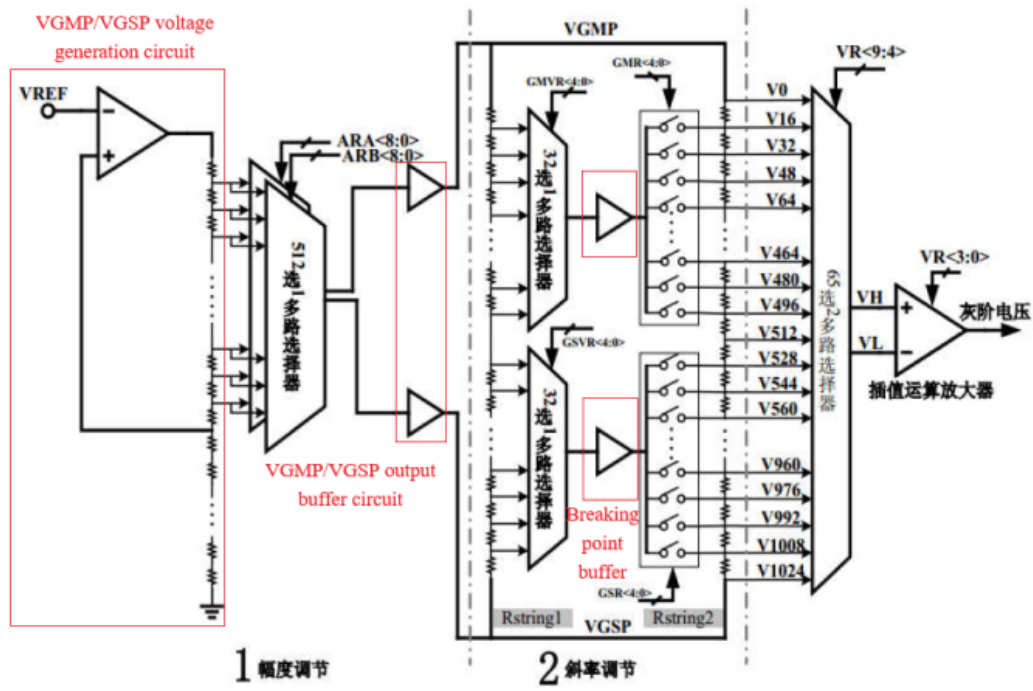 VGMP/VGSP voltage
generation circuit
VREF
ARA<8:0>
ARB<8:0>
512选1多路选择器
VGMP/VGSP output
buffer circuit
1 幅度调节
VGMP
GMVR<4:0>
GMR<4:0>
32选1多路选择器
GSVR<4:0>
32选1多路选择器
Breaking
point
buffer
GSR<4:0>
Rstring1
Rstring2
VGSP
2 斜率调节
VR<9:4>
V0
V16
V32
V48
V64
V464
V480
V496
V512
V528
V544
V560
V960
V976
V992
V1008
V1024
65选2多路选择器
VR<3:0>
VH
VL
+
−
灰阶电压
插值运算放大器